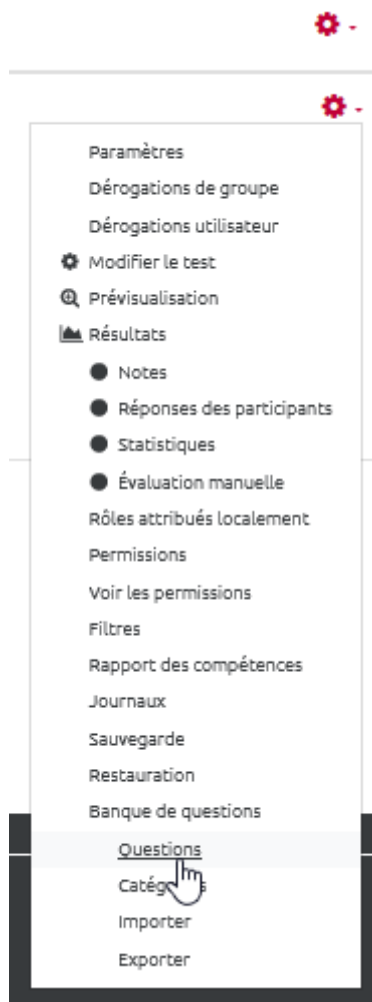 Paramètres
Dérogations de groupe
Dérogations utilisateur
Modifier le test
Prévisualisation
Résultats
Notes
Réponses des participants
Statistiques
Évaluation manuelle
Rôles attribués localement
Permissions
Voir les permissions
Filtres
Rapport des compétences
Journaux
Sauvegarde
Restauration
Banque de questions
Questions
Importer
Exporter